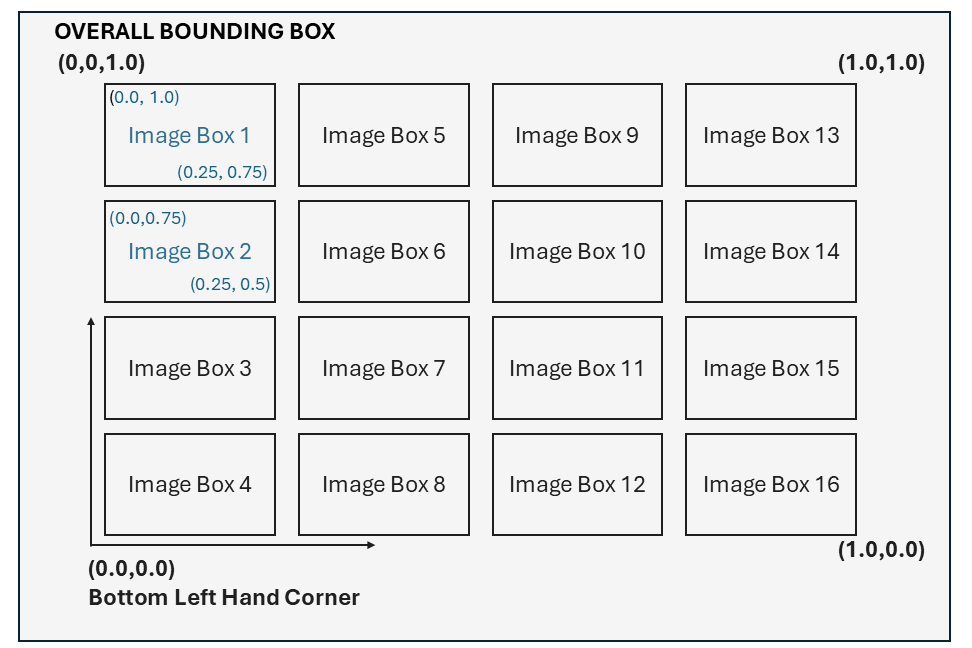 OVERALL BOUNDING BOX
(0,0,1.0)
(1.0,1.0)
(0.0, 1.0)
Image Box 1
(0.25, 0.75)
Image Box 5
Image Box 9
Image Box 13
(0.0,0.75)
Image Box 2
(0.25, 0.5)
Image Box 6
Image Box 10
Image Box 14
Image Box 3
Image Box 7
Image Box 11
Image Box 15
Image Box 4
Image Box 8
Image Box 12
Image Box 16
(1.0,0.0)
(0.0,0.0)
Bottom Left Hand Corner